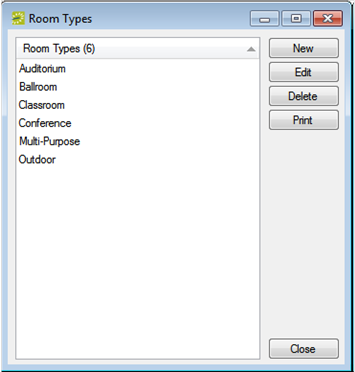 Room Types
Room Types (6)
Auditorium
Ballroom
Classroom
Conference
Multi-Purpose
Outdoor
New
Edit
Delete
Print
Close